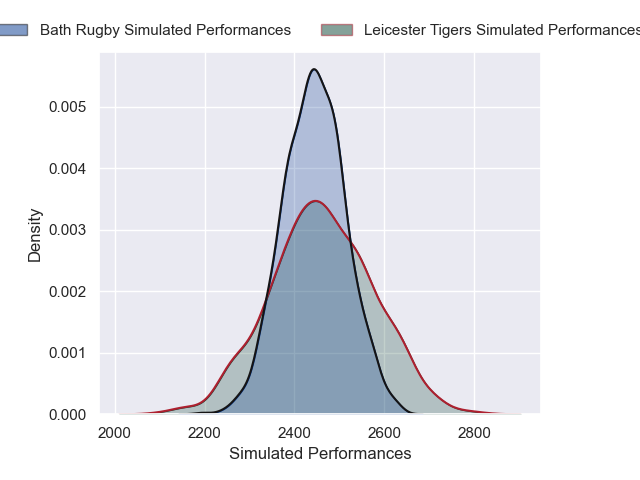 Bath Rugby Simulated Performances
Leicester Tigers Simulated Performances
0.005
0.004
0.003
0.002
0.001
0.000
Density
2000 2200 2400 2600 2800
Simulated Performances